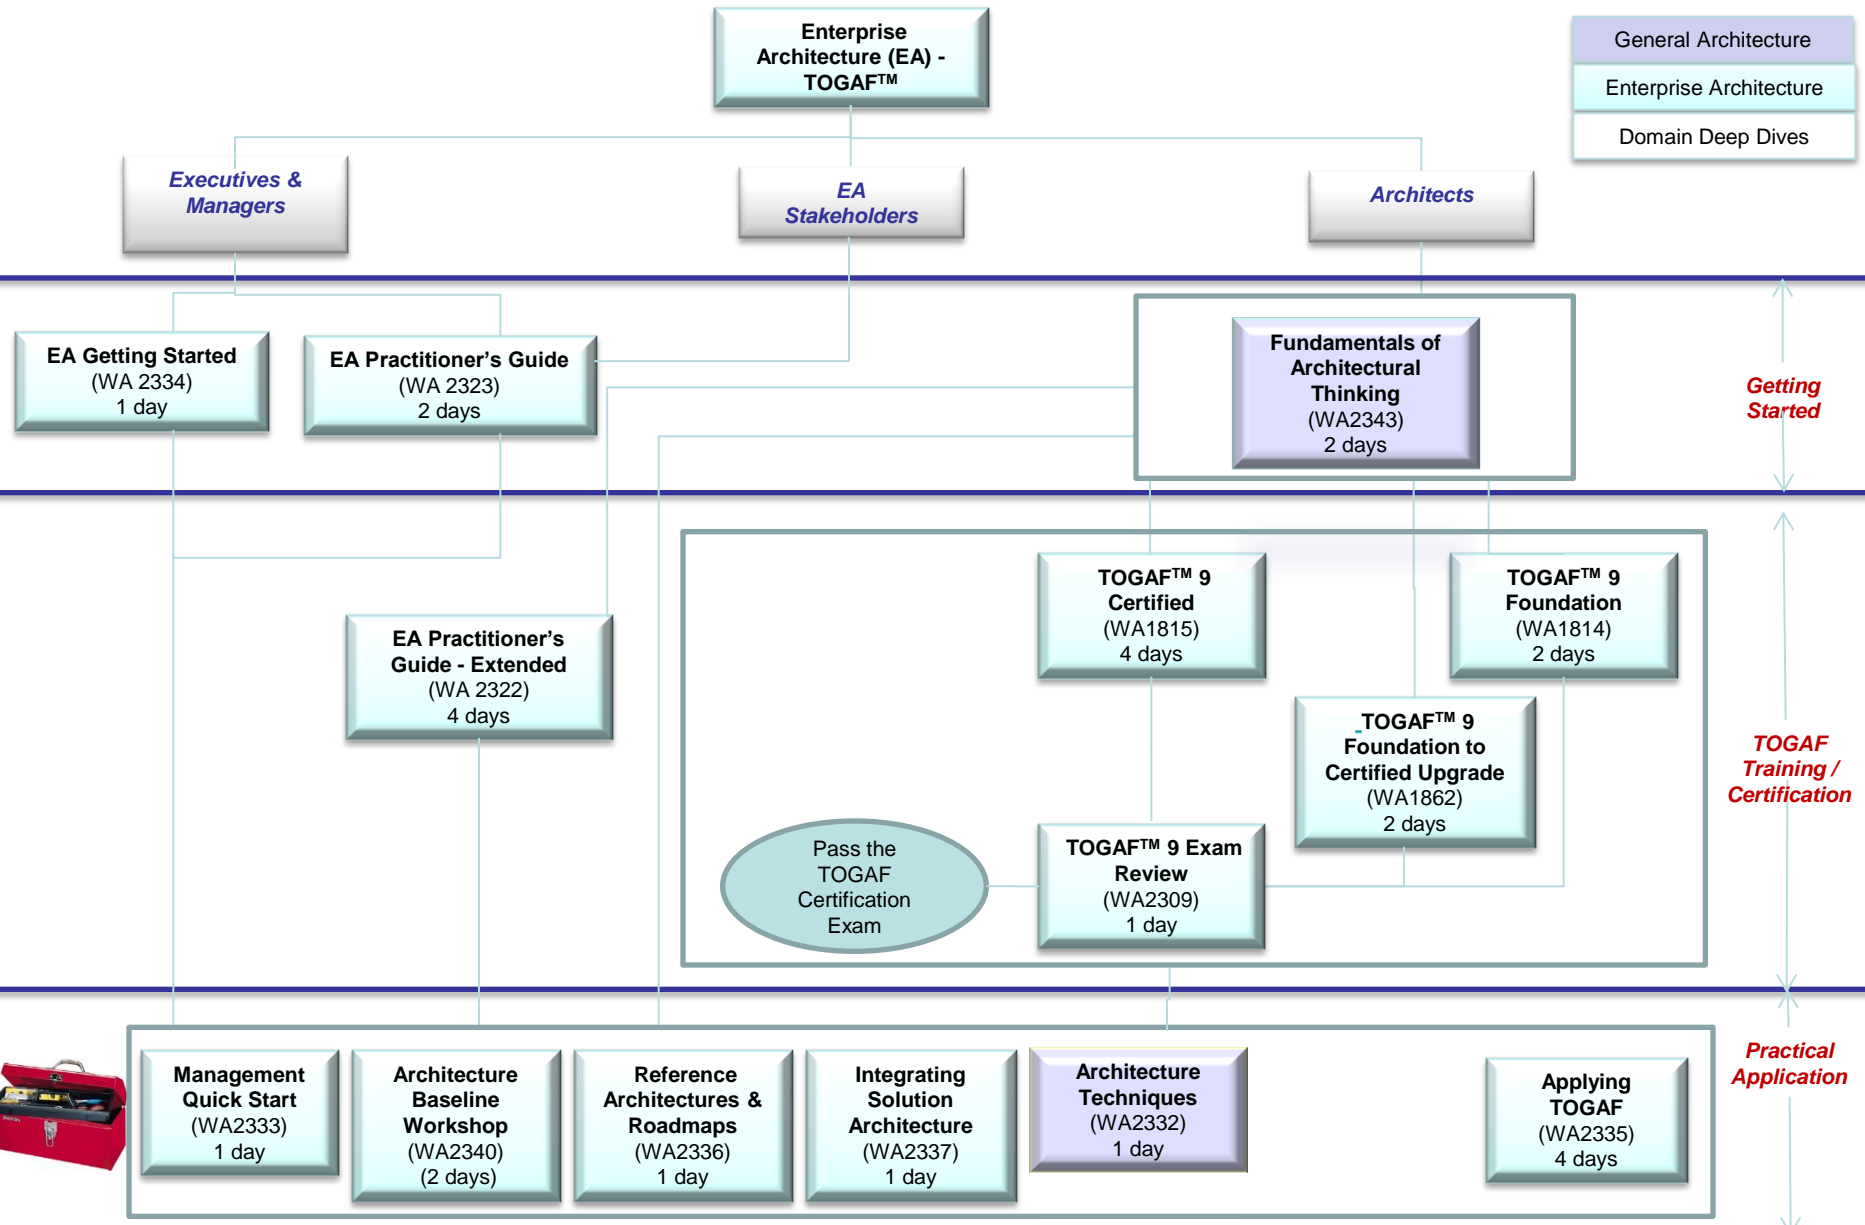 Enterprise
Architecture (EA) -
TOGAF™
General Architecture
Enterprise Architecture
Domain Deep Dives
Executives &
Managers
EA
Stakeholders
Architects
EA Getting Started
(WA 2334)
1 day
EA Practitioner’s Guide
(WA 2323)
2 days
Fundamentals of
Architectural
Thinking
(WA2343)
2 days
Getting
Started
EA Practitioner’s
Guide - Extended
(WA 2322)
4 days
TOGAF™ 9
Certified
(WA1815)
4 days
TOGAF™ 9
Foundation
(WA1814)
2 days
TOGAF™ 9
Foundation to
Certified Upgrade
(WA1862)
2 days
TOGAF
Training /
Certification
Pass the
TOGAF
Certification
Exam
TOGAF™ 9 Exam
Review
(WA2309)
1 day
Management
Quick Start
(WA2333)
1 day
Architecture
Baseline
Workshop
(WA2340)
(2 days)
Reference
Architectures &
Roadmaps
(WA2336)
1 day
Integrating
Solution
Architecture
(WA2337)
1 day
Architecture
Techniques
(WA2332)
1 day
Applying
TOGAF
(WA2335)
4 days
Practical
Application